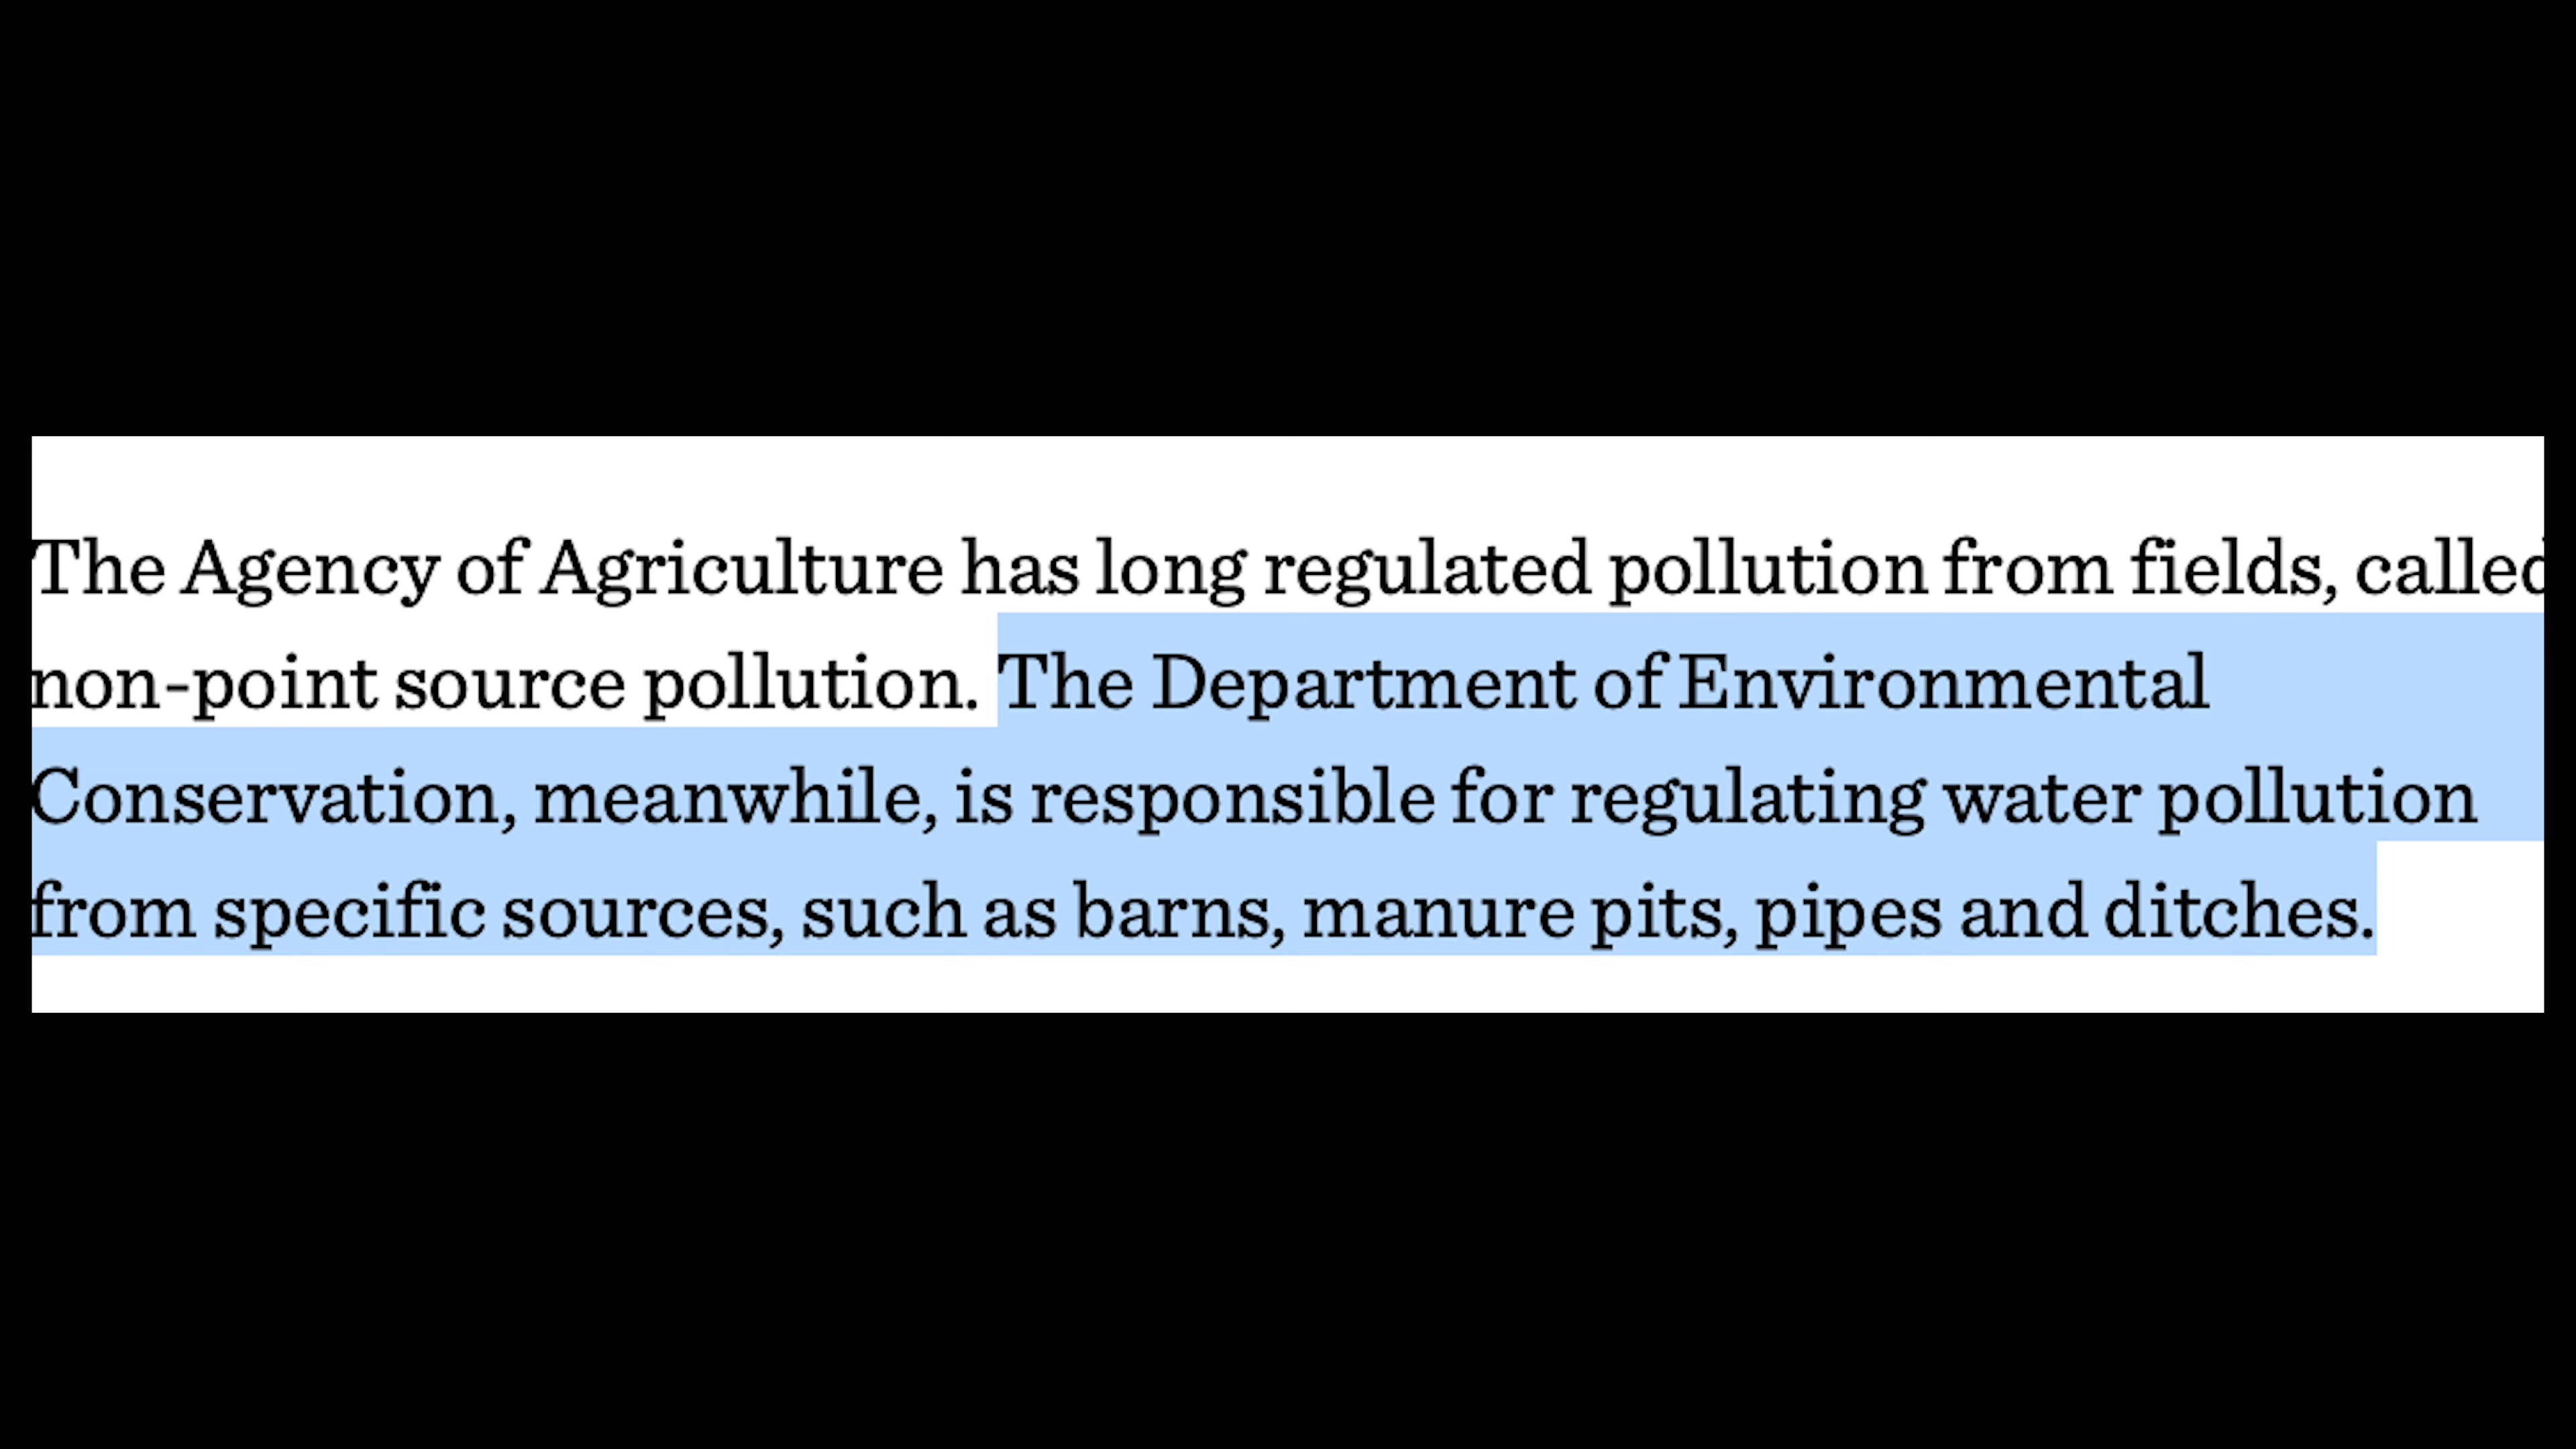 The Agency of Agriculture has long regulated pollution from fields, called
non-point source pollution. The Department of Environmental
Conservation, meanwhile, is responsible for regulating water pollution
from specific sources, such as barns, manure pits, pipes and ditches.